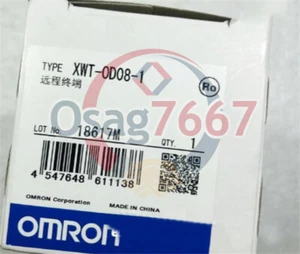 TYPE XWT-OD08-1
远程终端
Ro
Osag7667
LOT No. 18617M
QTY. 1
4 547648 611138
OMRON Corporation
MADE IN CHINA
OMRON